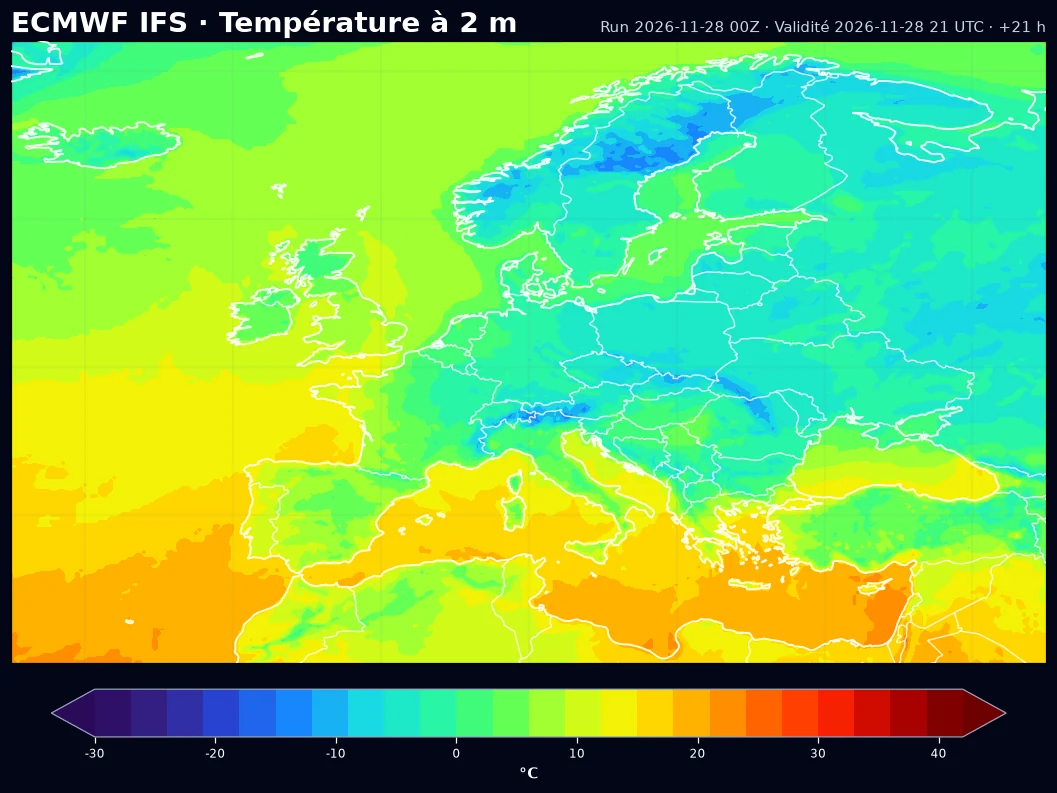 ECMWF IFS · Température à 2 m
Run 2026-11-28 00Z · Validité 2026-11-28 21 UTC · +21 h
-30 -20 -10 0 10 20 30 40
°C